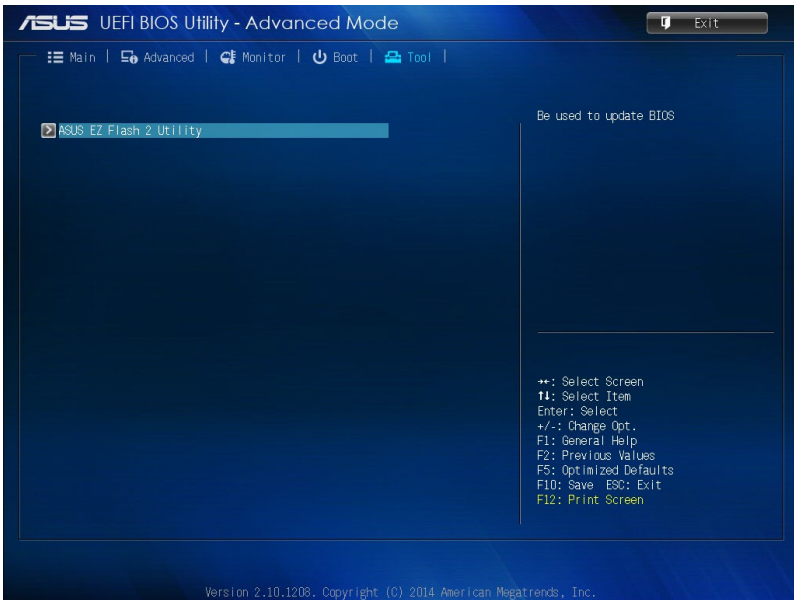 ASUS UEFI BIOS Utility - Advanced Mode
Exit
Main | Advanced | Monitor | Boot | Tool |
ASUS EZ Flash 2 Utility
Be used to update BIOS
→←: Select Screen
↑↓: Select Item
Enter: Select
+/-: Change Opt.
F1: General Help
F2: Previous Values
F5: Optimized Defaults
F10: Save ESC: Exit
F12: Print Screen
Version 2.10.1208. Copyright (C) 2014 American Megatrends, Inc.